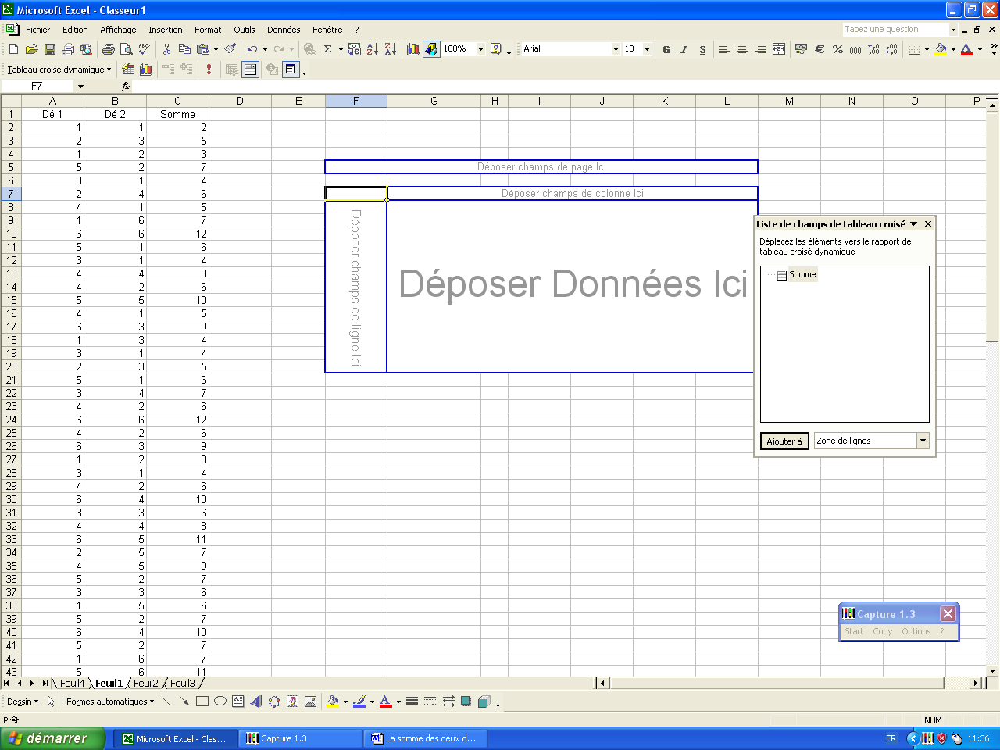 Microsoft Excel - Classeur1
Fichier Edition Affichage Insertion Format Outils Données Fenêtre ? Tapez une question
100% Arial 10 G I S € % 000
Tableau croisé dynamique
F7 fx
A B C D E F G H I J K L M N O P
1 Dé 1 Dé 2 Somme
2 1 1 2
3 2 3 5
4 1 2 3
5 5 2 7 Déposer champs de page Ici
6 3 1 4
7 2 4 6 Déposer champs de colonne Ici
8 4 1 5
9 1 6 7
10 6 6 12
11 5 1 6
12 3 1 4
13 4 4 8
14 4 2 6
15 5 5 10
16 4 1 5
17 6 3 9
18 1 3 4
19 3 1 4
20 2 3 5
21 5 1 6
22 3 4 7
23 4 2 6
24 6 6 12
25 4 2 6
26 6 3 9
27 1 2 3
28 3 1 4
29 4 2 6
30 6 4 10
31 3 3 6
32 4 4 8
33 6 5 11
34 2 5 7
35 4 5 9
36 5 2 7
37 3 3 6
38 1 5 6
39 5 2 7
40 6 4 10
41 5 2 7
42 1 6 7
43 5 6 11
Déposer champs de ligne Ici
Déposer Données Ici
Liste de champs de tableau croisé
Déplacez les éléments vers le rapport de
tableau croisé dynamique
Somme
Ajouter à Zone de lignes
Capture 1.3
Start Copy Options ?
Feuil4 Feuil1 Feuil2 Feuil3
Dessin Formes automatiques
Prêt NUM
démarrer Microsoft Excel - Clas... Capture 1.3 La somme des deux d... FR 11:36